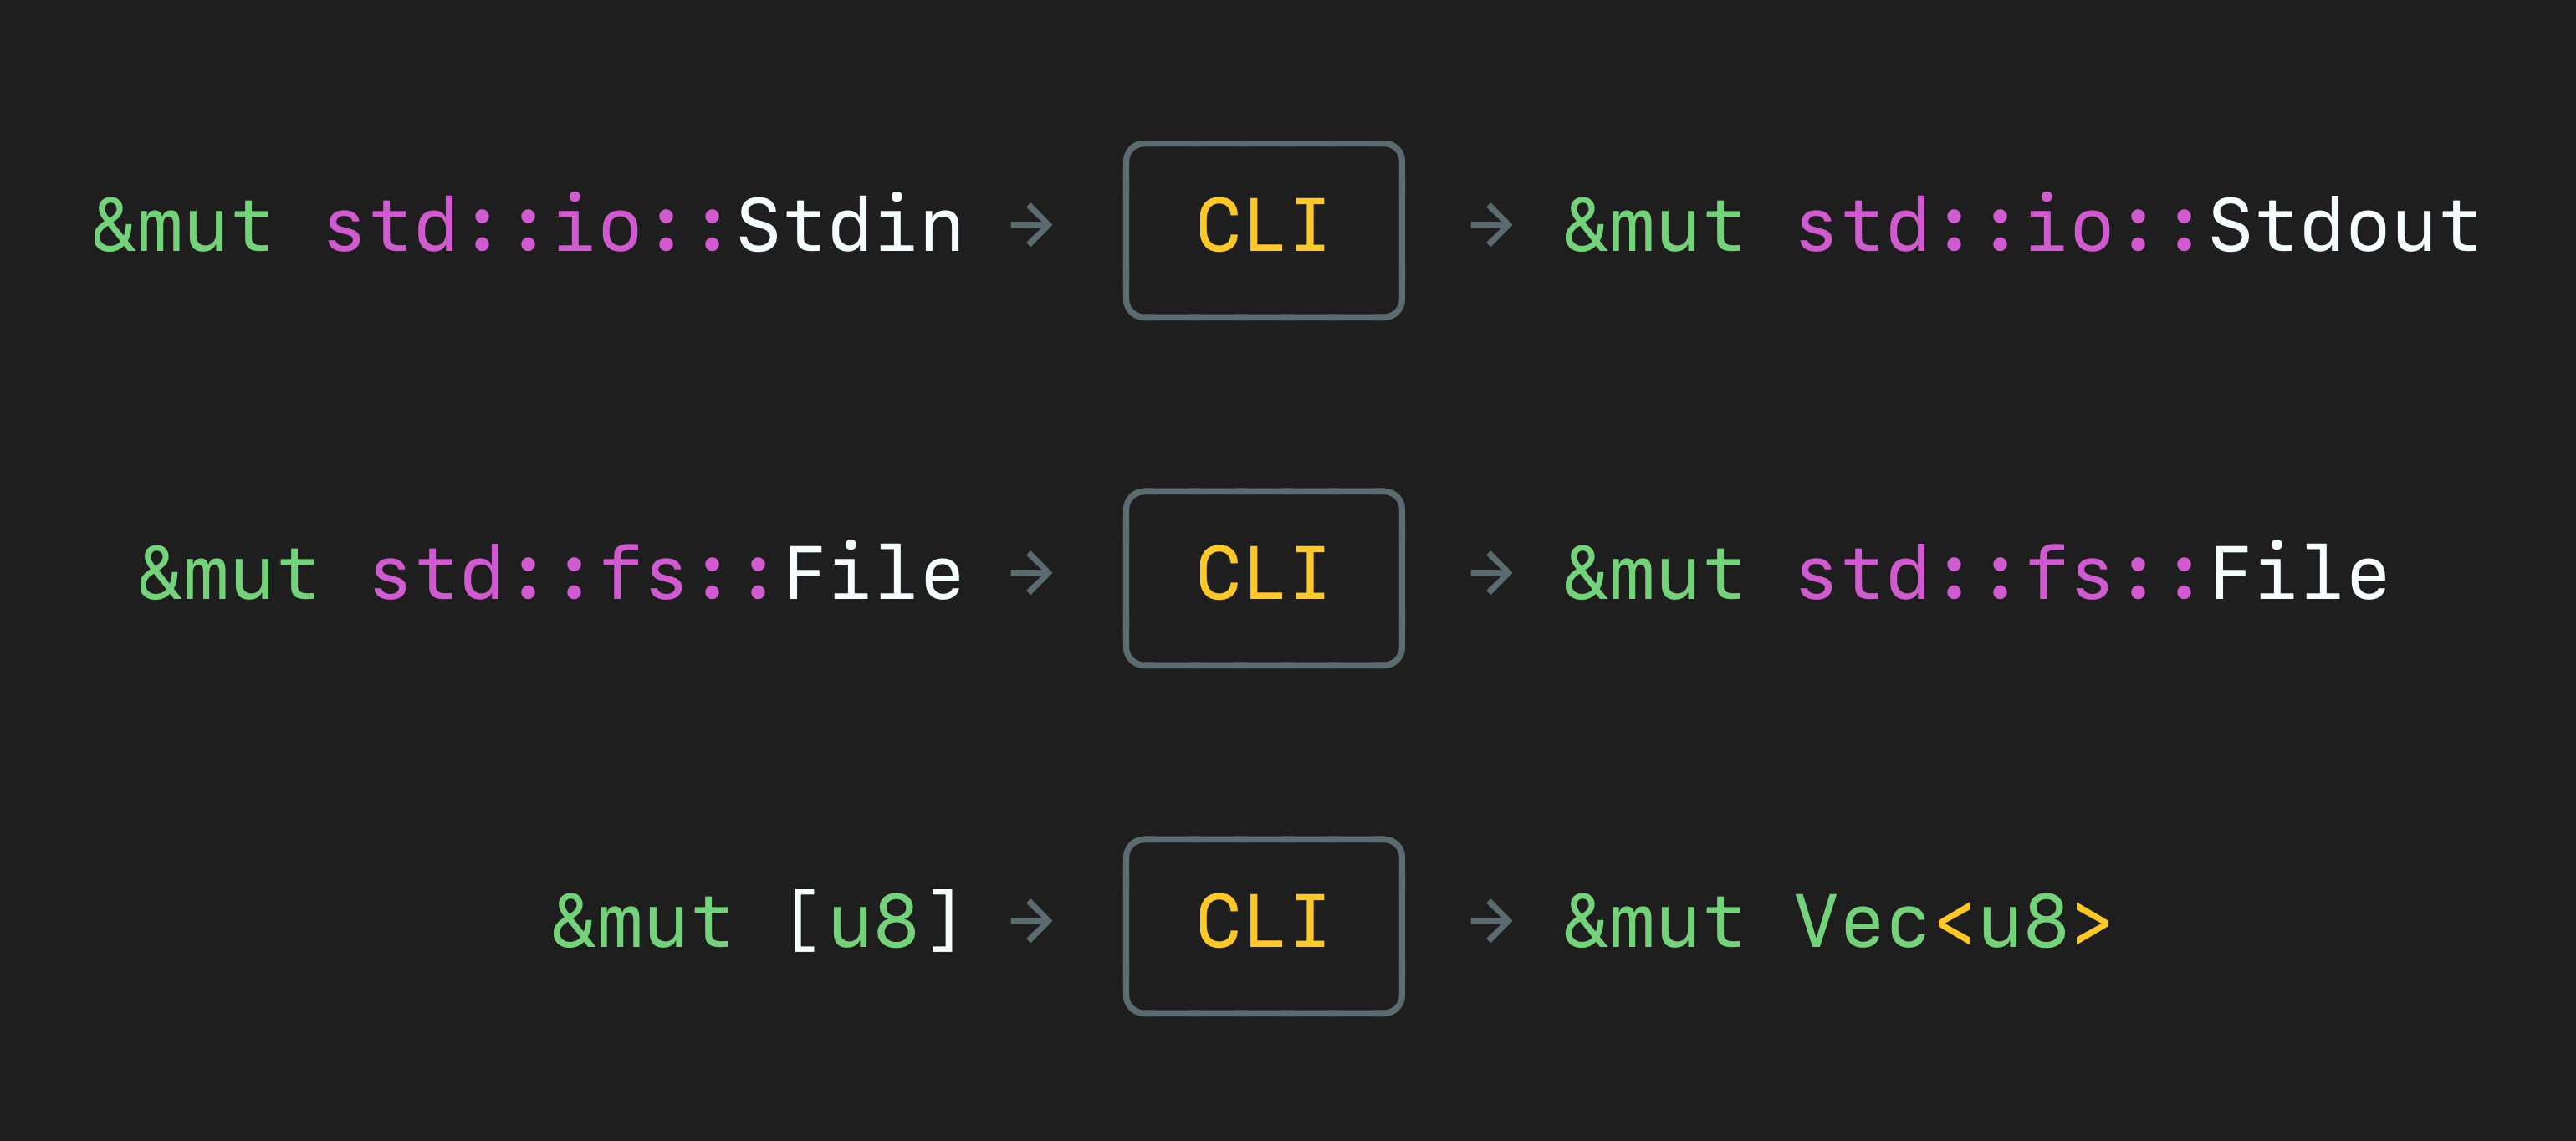 &mut std::io::Stdin → CLI → &mut std::io::Stdout
&mut std::fs::File → CLI → &mut std::fs::File
&mut [u8] → CLI → &mut Vec<u8>